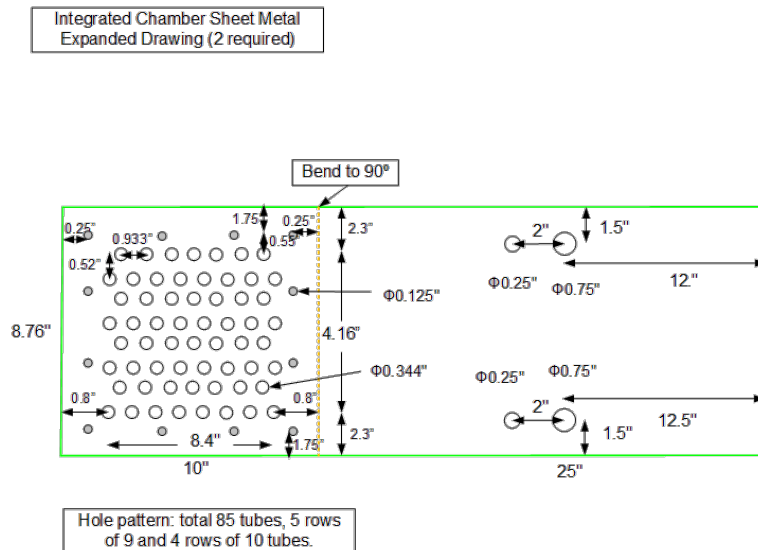 Integrated Chamber Sheet Metal
Expanded Drawing (2 required)
Bend to 90º
0.25"
0.933"
1.75
0.25"
0.55"
2.3"
2"
1.5"
0.52"
Φ0.25"
Φ0.75"
12."
Φ0.125"
8.76"
4.16"
Φ0.344"
Φ0.25"
Φ0.75"
0.8"
0.8"
2"
12.5"
8.4"
1.75"
2.3"
1.5"
10"
25"
Hole pattern: total 85 tubes, 5 rows
of 9 and 4 rows of 10 tubes.